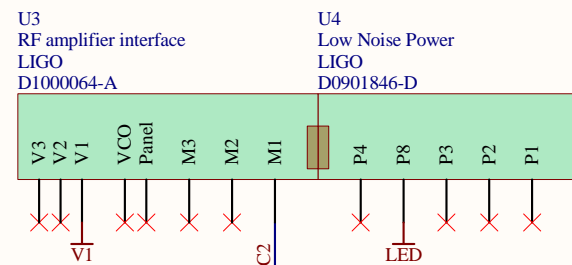 U3
RF amplifier interface
LIGO
D1000064-A
U4
Low Noise Power
LIGO
D0901846-D
V3
V2
V1
VCO
Panel
M3
M2
M1
P4
P8
P3
P2
P1
V1
C2
LED